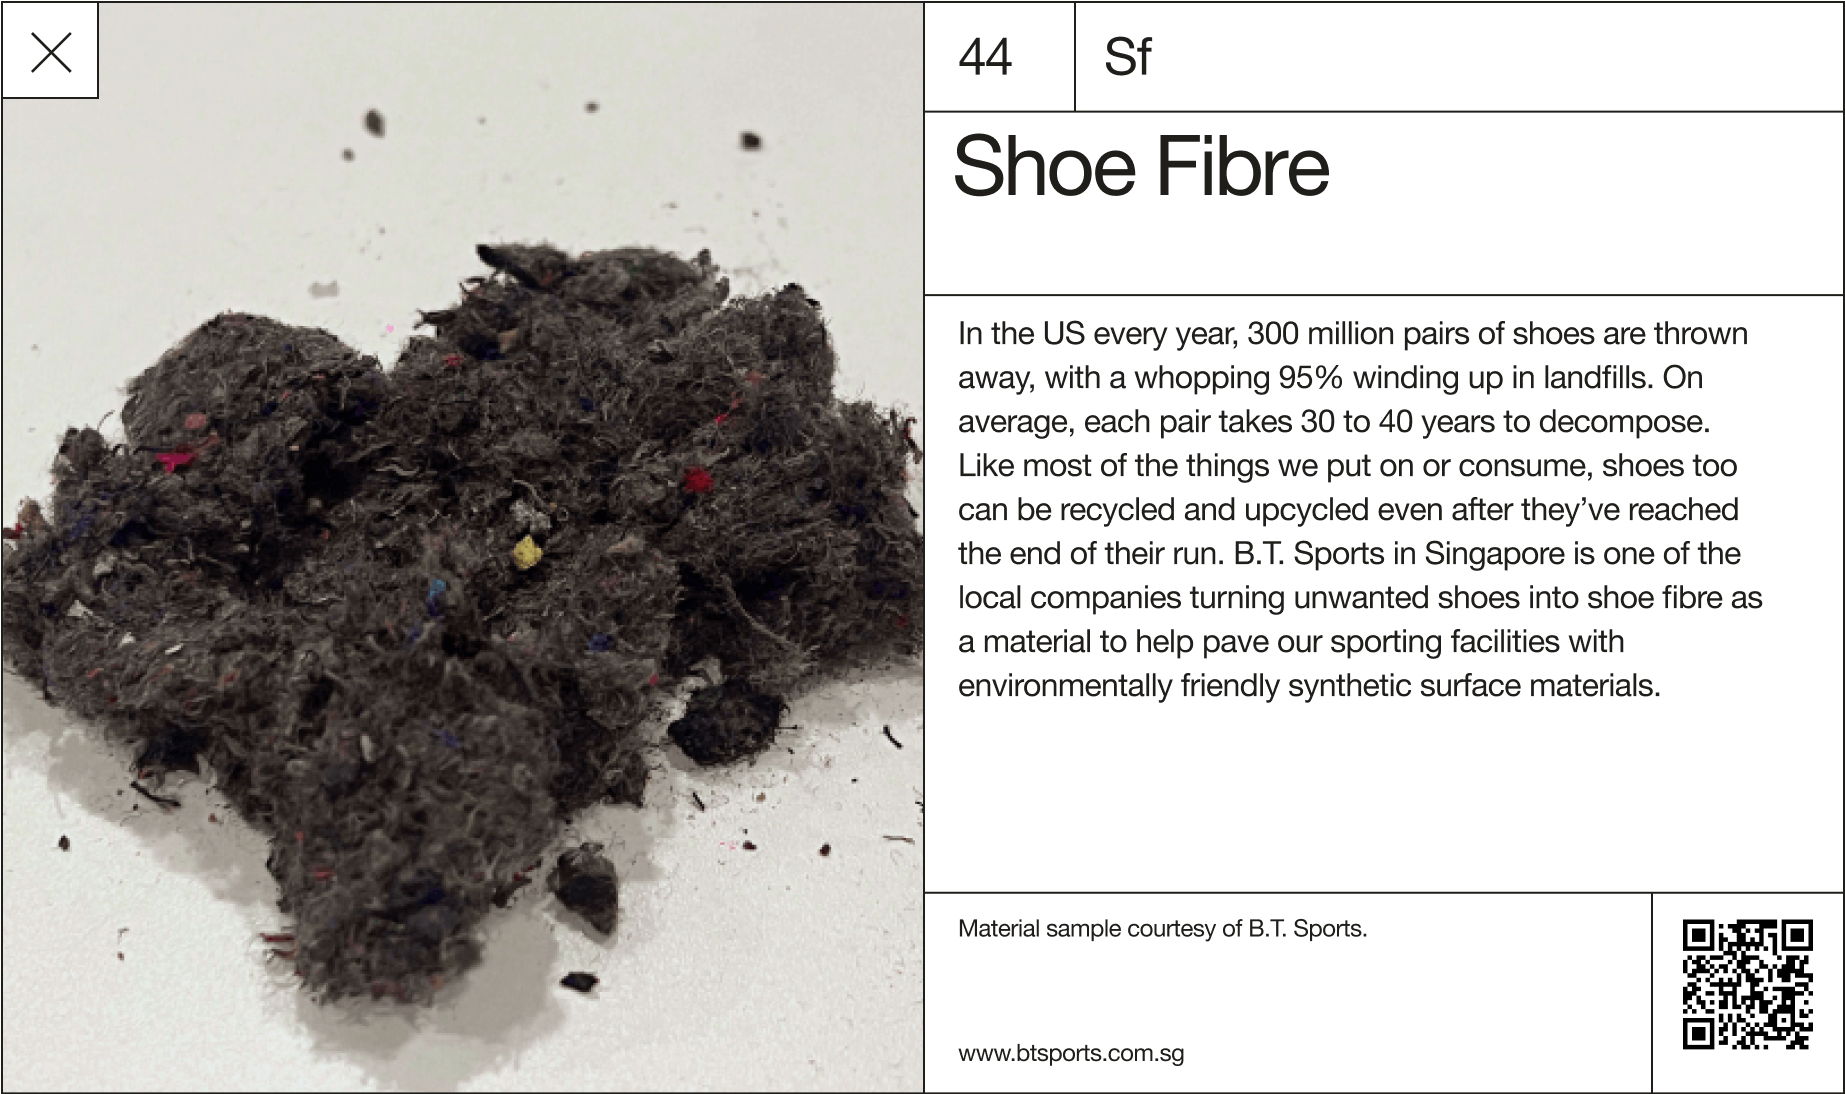 44
Sf
Shoe Fibre
In the US every year, 300 million pairs of shoes are thrown
away, with a whopping 95% winding up in landfills. On
average, each pair takes 30 to 40 years to decompose.
Like most of the things we put on or consume, shoes too
can be recycled and upcycled even after they’ve reached
the end of their run. B.T. Sports in Singapore is one of the
local companies turning unwanted shoes into shoe fibre as
a material to help pave our sporting facilities with
environmentally friendly synthetic surface materials.
Material sample courtesy of B.T. Sports.
www.btsports.com.sg